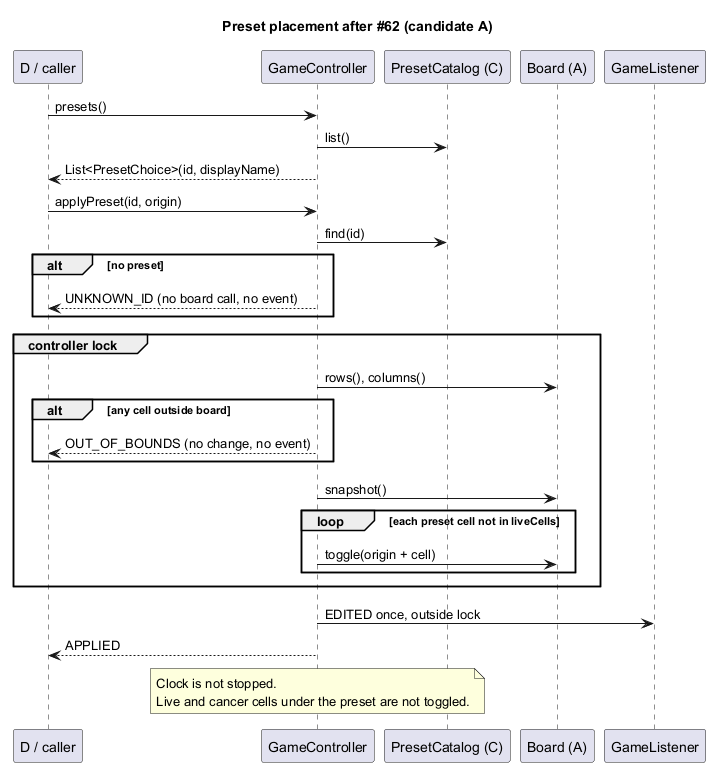 Preset placement after #62 (candidate A)
D / caller
GameController
PresetCatalog (C)
Board (A)
GameListener
presets()
list()
List<PresetChoice>(id, displayName)
applyPreset(id, origin)
find(id)
alt
[no preset]
UNKNOWN_ID (no board call, no event)
controller lock
rows(), columns()
alt
[any cell outside board]
OUT_OF_BOUNDS (no change, no event)
snapshot()
loop
[each preset cell not in liveCells]
toggle(origin + cell)
EDITED once, outside lock
APPLIED
Clock is not stopped.
Live and cancer cells under the preset are not toggled.
D / caller
GameController
PresetCatalog (C)
Board (A)
GameListener